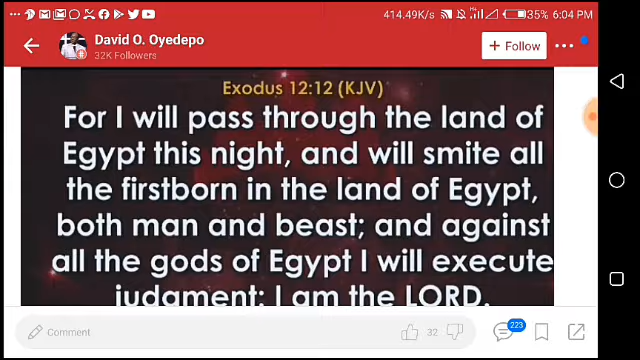 414.49K/s 35% 6:04 PM
David O. Oyedepo
32K Followers
+ Follow
Exodus 12:12 (KJV)
For I will pass through the land of
Egypt this night, and will smite all
the firstborn in the land of Egypt,
both man and beast; and against
all the gods of Egypt I will execute
judgment: I am the LORD.
Comment
32
223